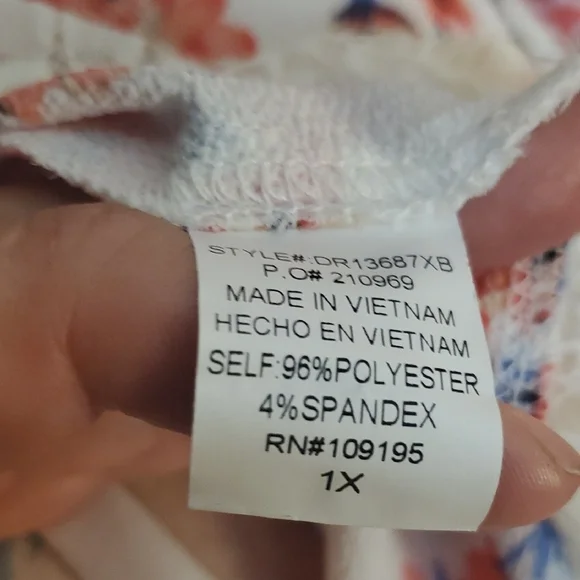 STYLE#:DR13687XB
P.O# 210969
MADE IN VIETNAM
HECHO EN VIETNAM
SELF:96%POLYESTER
4%SPANDEX
RN#109195
1X